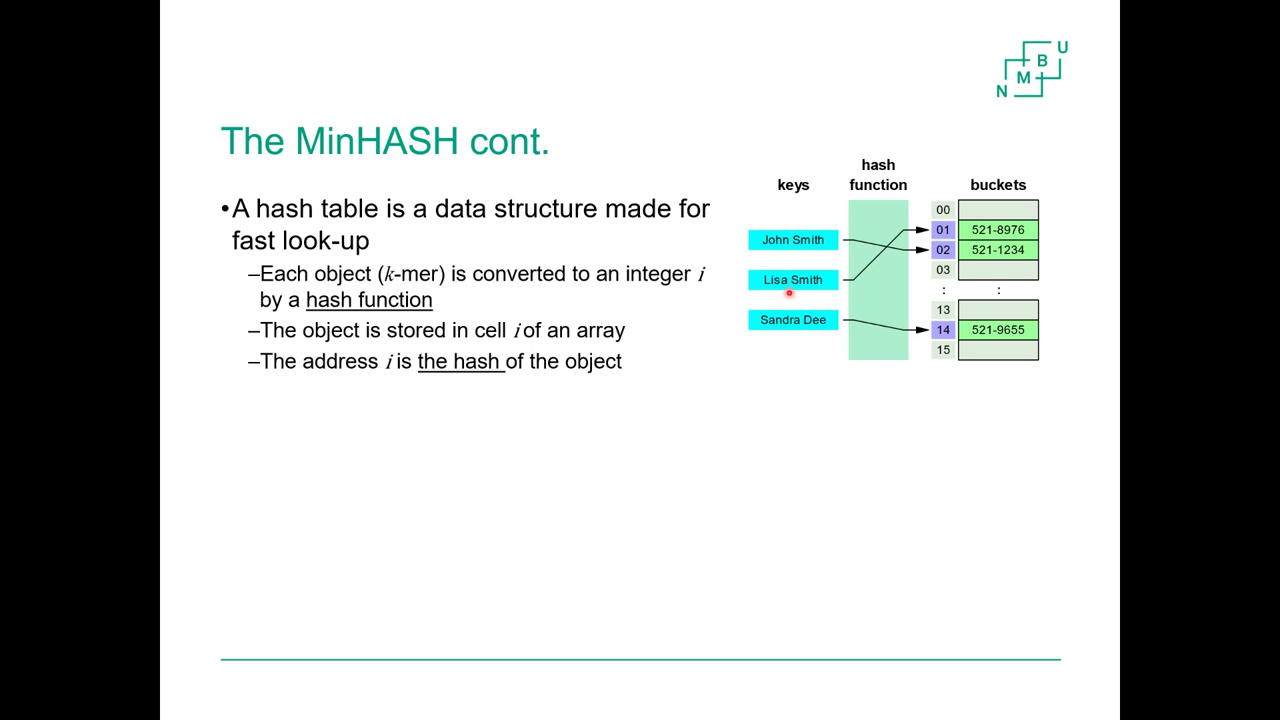 U
B
M
N
The MinHASH cont.
•A hash table is a data structure made for
fast look-up
–Each object (k-mer) is converted to an integer i
by a hash function
–The object is stored in cell i of an array
–The address i is the hash of the object
hash
keys function buckets
00
01 521-8976
John Smith
02 521-1234
03
Lisa Smith
: :
13
Sandra Dee
14 521-9655
15